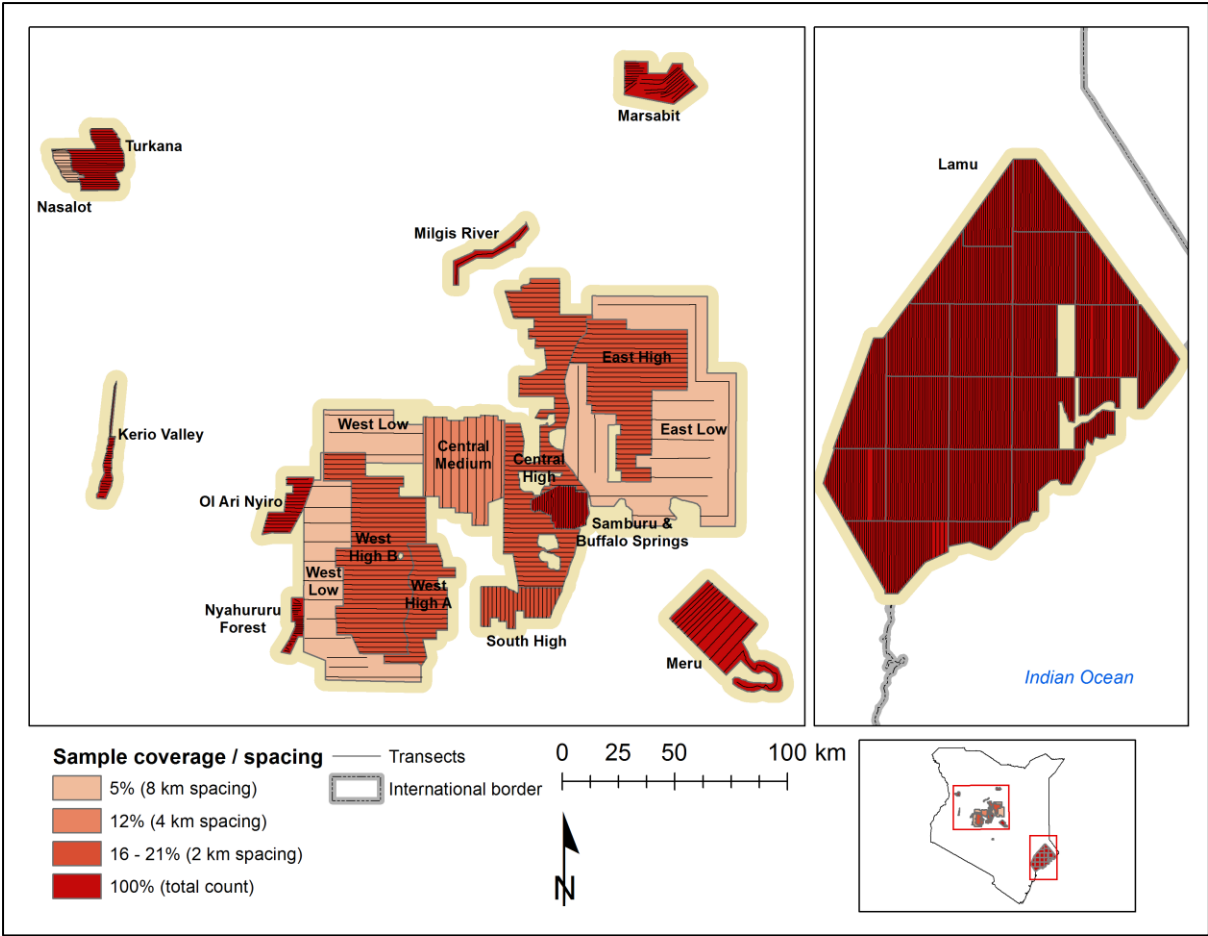 Marsabit
Turkana
Nasalot
Milgis River
East High
Kerio Valley
West Low
East Low
Central
Medium
Central
High
Ol Ari Nyiro
Samburu &
Buffalo Springs
West
High B
West
Low
West
High A
Nyahururu
Forest
South High
Meru
Lamu
Indian Ocean
Sample coverage / spacing
5% (8 km spacing)
12% (4 km spacing)
16 - 21% (2 km spacing)
100% (total count)
Transects
International border
0 25 50 100 km
N